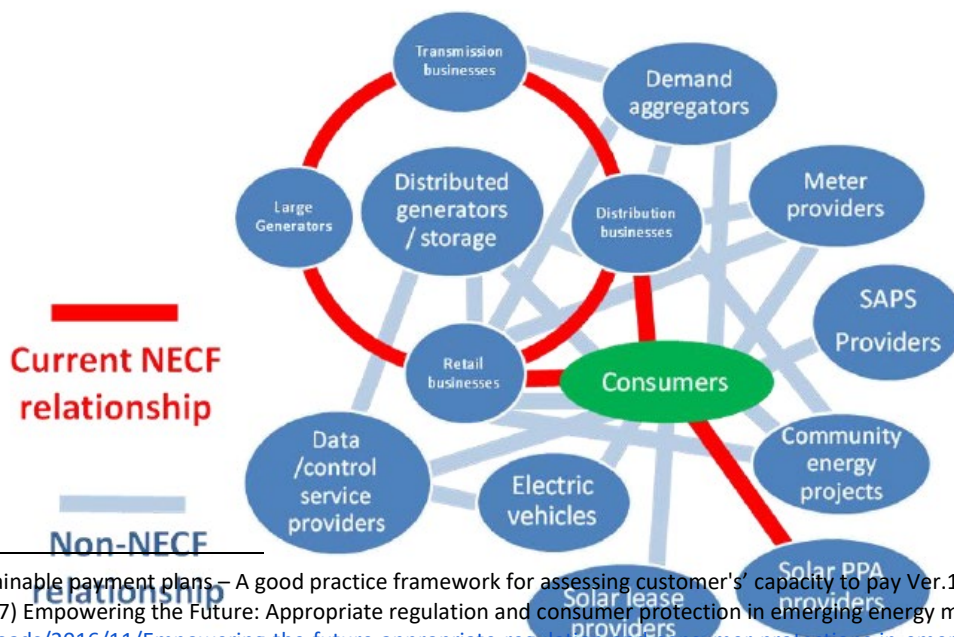 Transmission
businesses
Demand
aggregators
Distributed
generators
/ storage
Meter
providers
Large
Generators
Distribution
businesses
SAPS
Providers
Current NECF
relationship
Retail
businesses
Consumers
Data
/control
service
providers
Electric
vehicles
Community
energy
projects
Non-NECF
relationship
Solar lease
providers
Solar PPA
providers
ainable payment plans – A good practice framework for assessing customer's' capacity to pay Ver.1
7) Empowering the Future: Appropriate regulation and consumer protection in emerging energy m